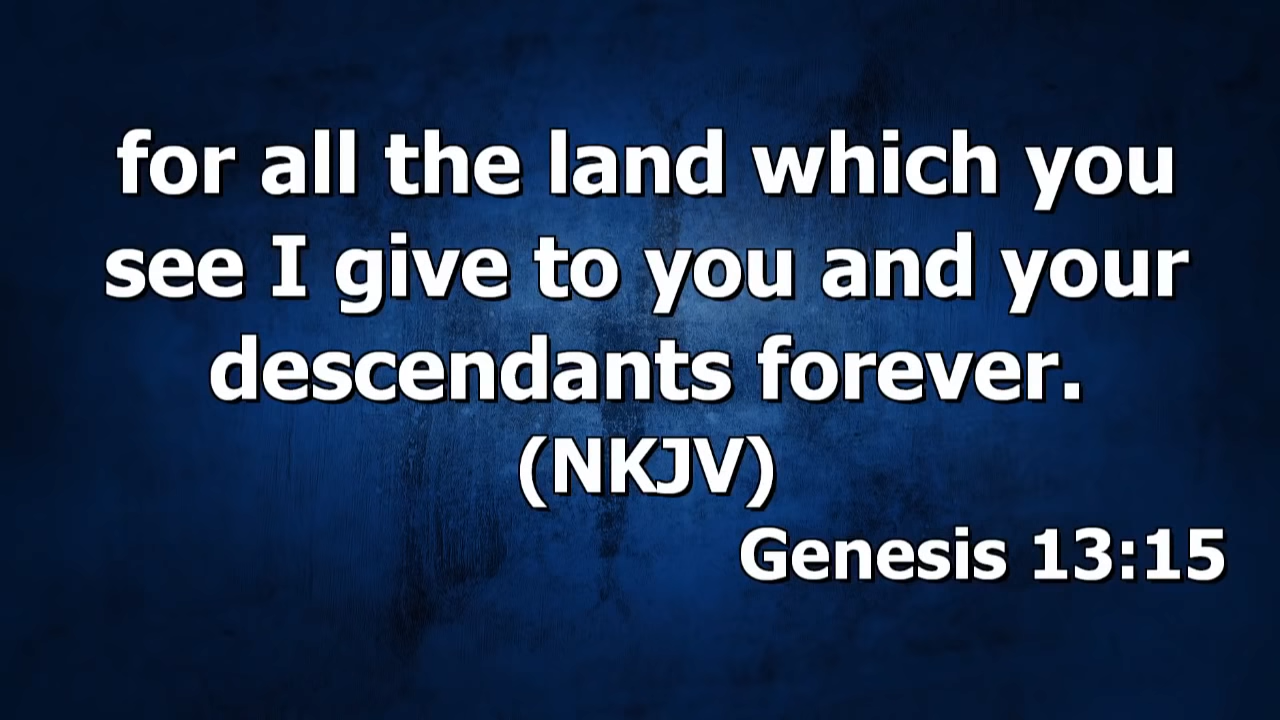 for all the land which you
see I give to you and your
descendants forever.
(NKJV)
Genesis 13:15